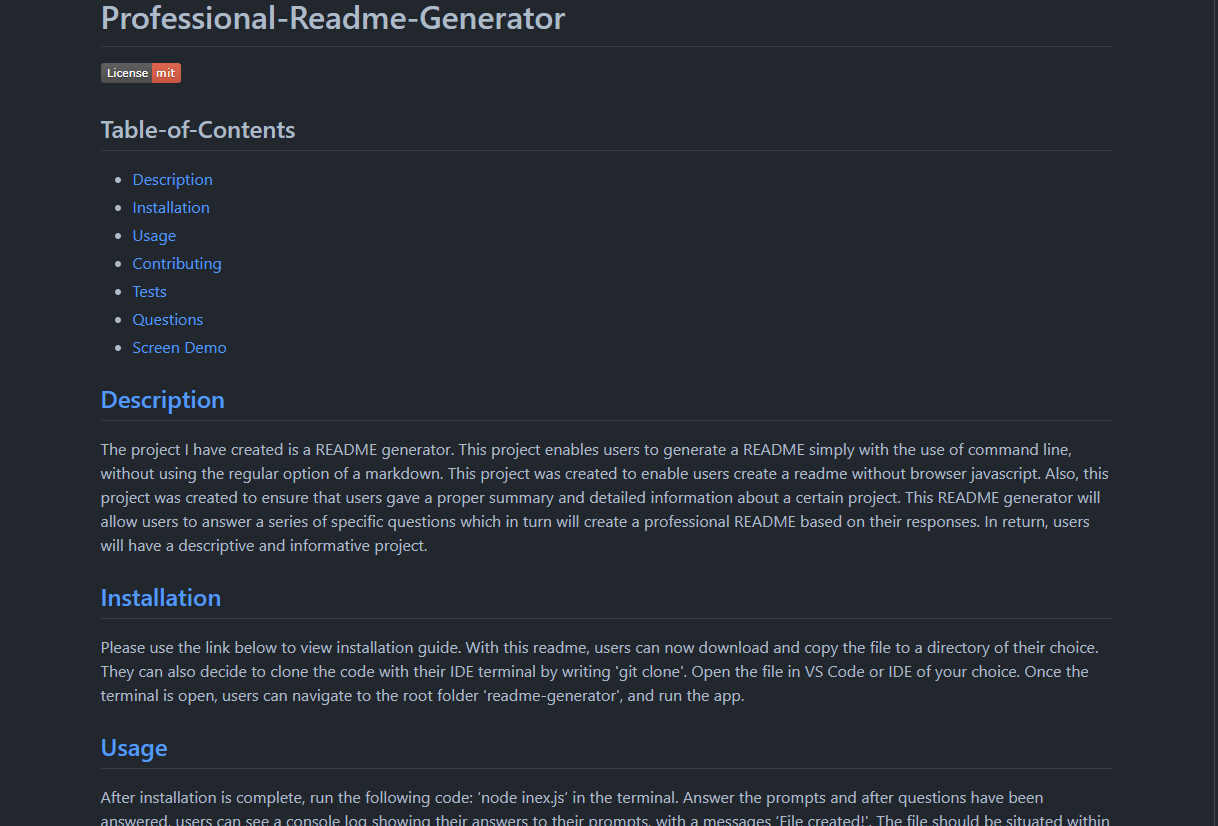 Professional-Readme-Generator
License mit
Table-of-Contents
Description
Installation
Usage
Contributing
Tests
Questions
Screen Demo
Description
The project I have created is a README generator. This project enables users to generate a README simply with the use of command line,
without using the regular option of a markdown. This project was created to enable users create a readme without browser javascript. Also, this
project was created to ensure that users gave a proper summary and detailed information about a certain project. This README generator will
allow users to answer a series of specific questions which in turn will create a professional README based on their responses. In return, users
will have a descriptive and informative project.
Installation
Please use the link below to view installation guide. With this readme, users can now download and copy the file to a directory of their choice.
They can also decide to clone the code with their IDE terminal by writing 'git clone'. Open the file in VS Code or IDE of your choice. Once the
terminal is open, users can navigate to the root folder 'readme-generator', and run the app.
Usage
After installation is complete, run the following code: ‘node inex.js’ in the terminal. Answer the prompts and after questions have been
answered, users can see a console log showing their answers to their prompts, with a messages ‘File created!'. The file should be situated within